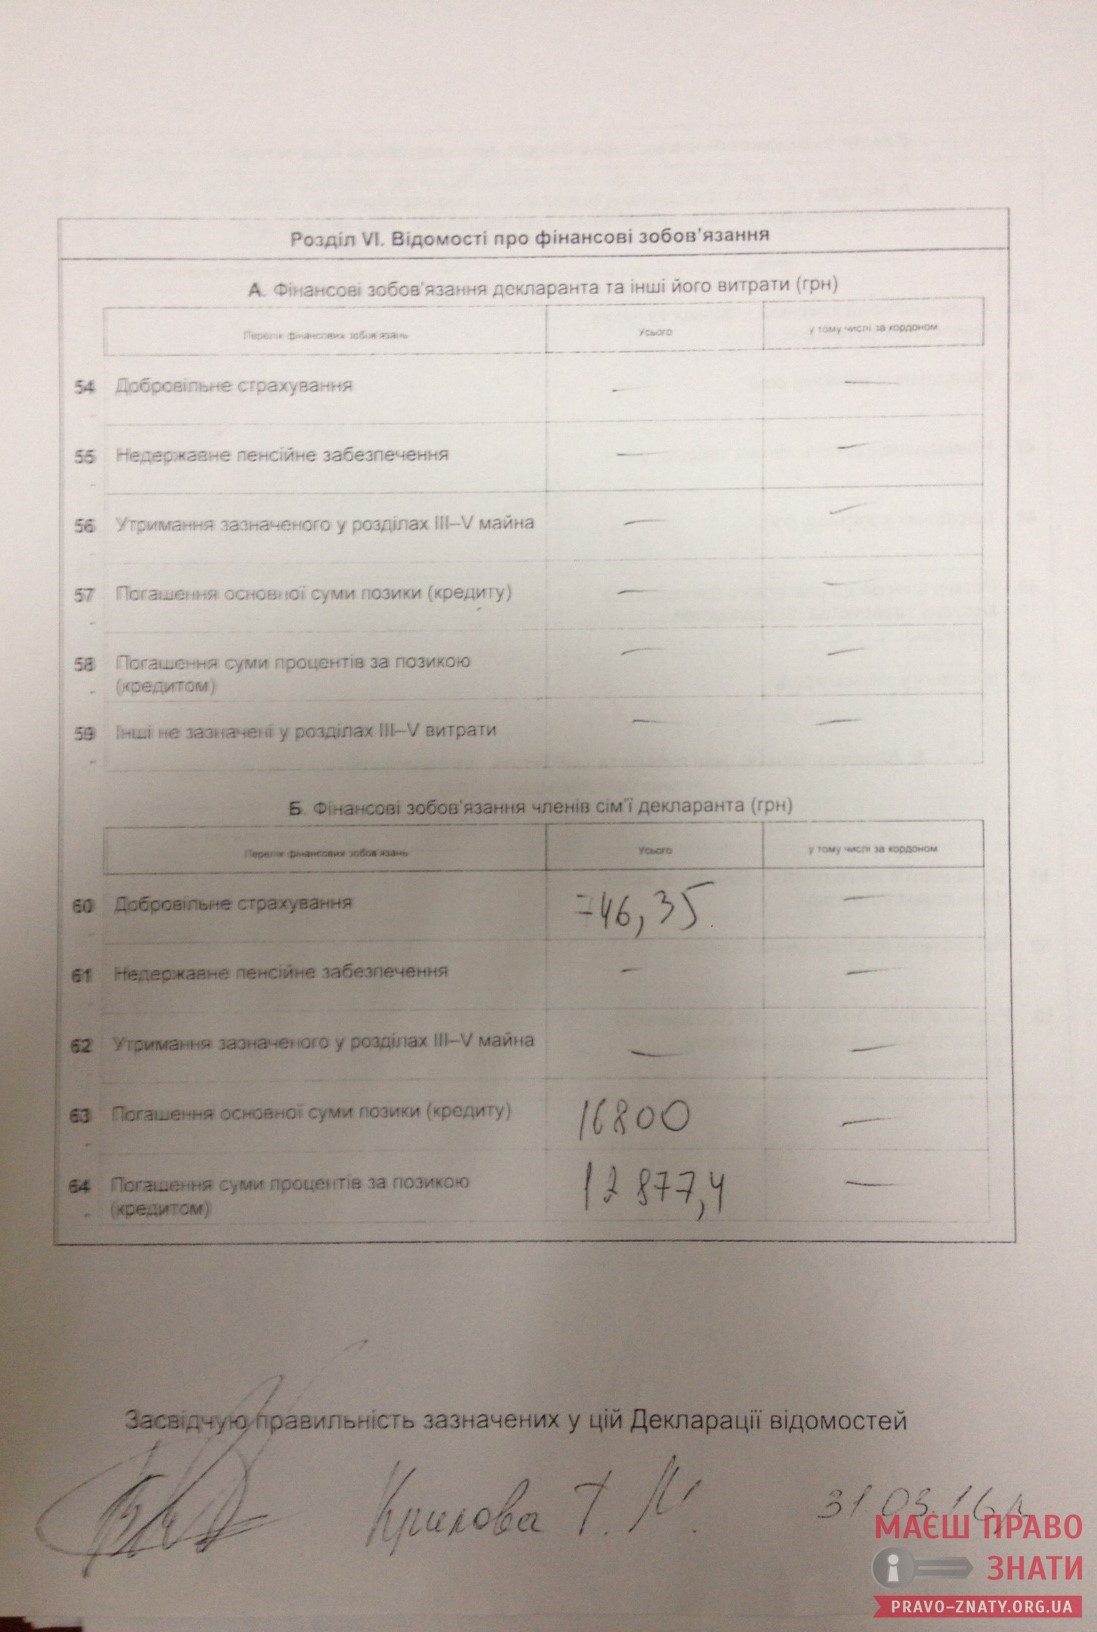 Розділ VI. Відомості про фінансові зобов'язання
А. Фінансові зобов'язання декларанта та інші його витрати (грн)
Перелік фінансових зобов'язань Усього у тому числі за кордоном
54 Добровільне страхування — —
55 Недержавне пенсійне забезпечення — —
56 Утримання зазначеного у розділах III–V майна — —
57 Погашення основної суми позики (кредиту) — —
58 Погашення суми процентів за позикою — —
(кредитом)
59 Інші не зазначені у розділах III–V витрати — —
Б. Фінансові зобов'язання членів сім'ї декларанта (грн)
Перелік фінансових зобов'язань Усього у тому числі за кордоном
60 Добровільне страхування 746,35 —
61 Недержавне пенсійне забезпечення — —
62 Утримання зазначеного у розділах III–V майна — —
63 Погашення основної суми позики (кредиту) 16800 —
64 Погашення суми процентів за позикою 12877,4 —
(кредитом)
Засвідчую правильність зазначених у цій Декларації відомостей
Крилова Т. М. 31.03.16р
МАЄШ ПРАВО
ЗНАТИ
PRAVO-ZNATY.ORG.UA